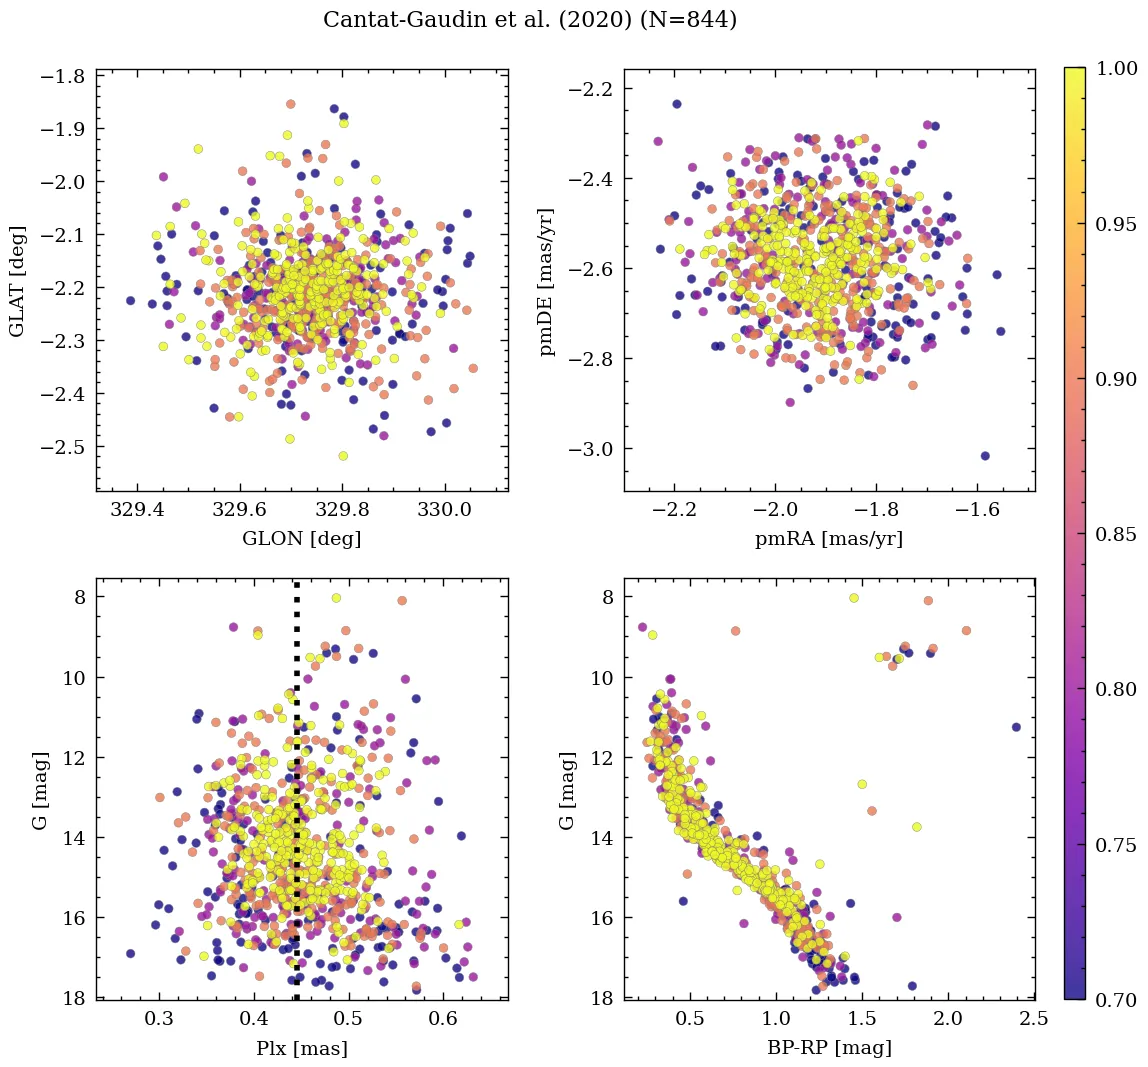 Cantat-Gaudin et al. (2020) (N=844)
−1.8
−1.9
−2.0
−2.1
−2.2
−2.3
−2.4
−2.5
GLAT [deg]
329.4 329.6 329.8 330.0
GLON [deg]
−2.2
−2.4
−2.6
−2.8
−3.0
pmDE [mas/yr]
−2.2 −2.0 −1.8 −1.6
pmRA [mas/yr]
8
10
12
14
16
18
G [mag]
0.3 0.4 0.5 0.6
Plx [mas]
8
10
12
14
16
18
G [mag]
0.5 1.0 1.5 2.0 2.5
BP-RP [mag]
1.00
0.95
0.90
0.85
0.80
0.75
0.70